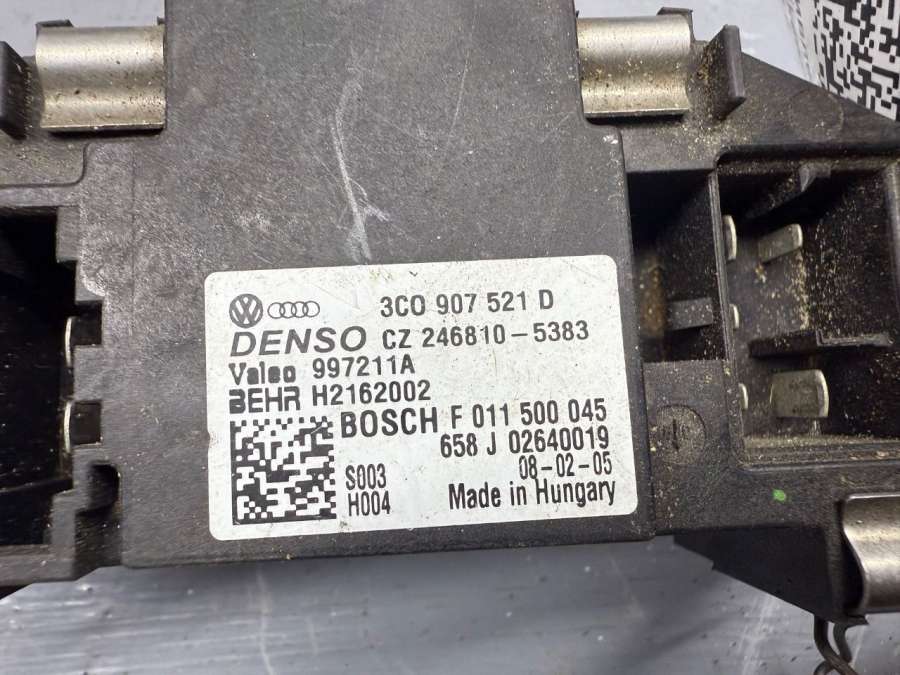 3C0 907 521 D
DENSO CZ 246810-5383
Valeo 997211A
BEHR H2162002
BOSCH F 011 500 045
658 J 02640019
S003 08-02-05
H004 Made in Hungary